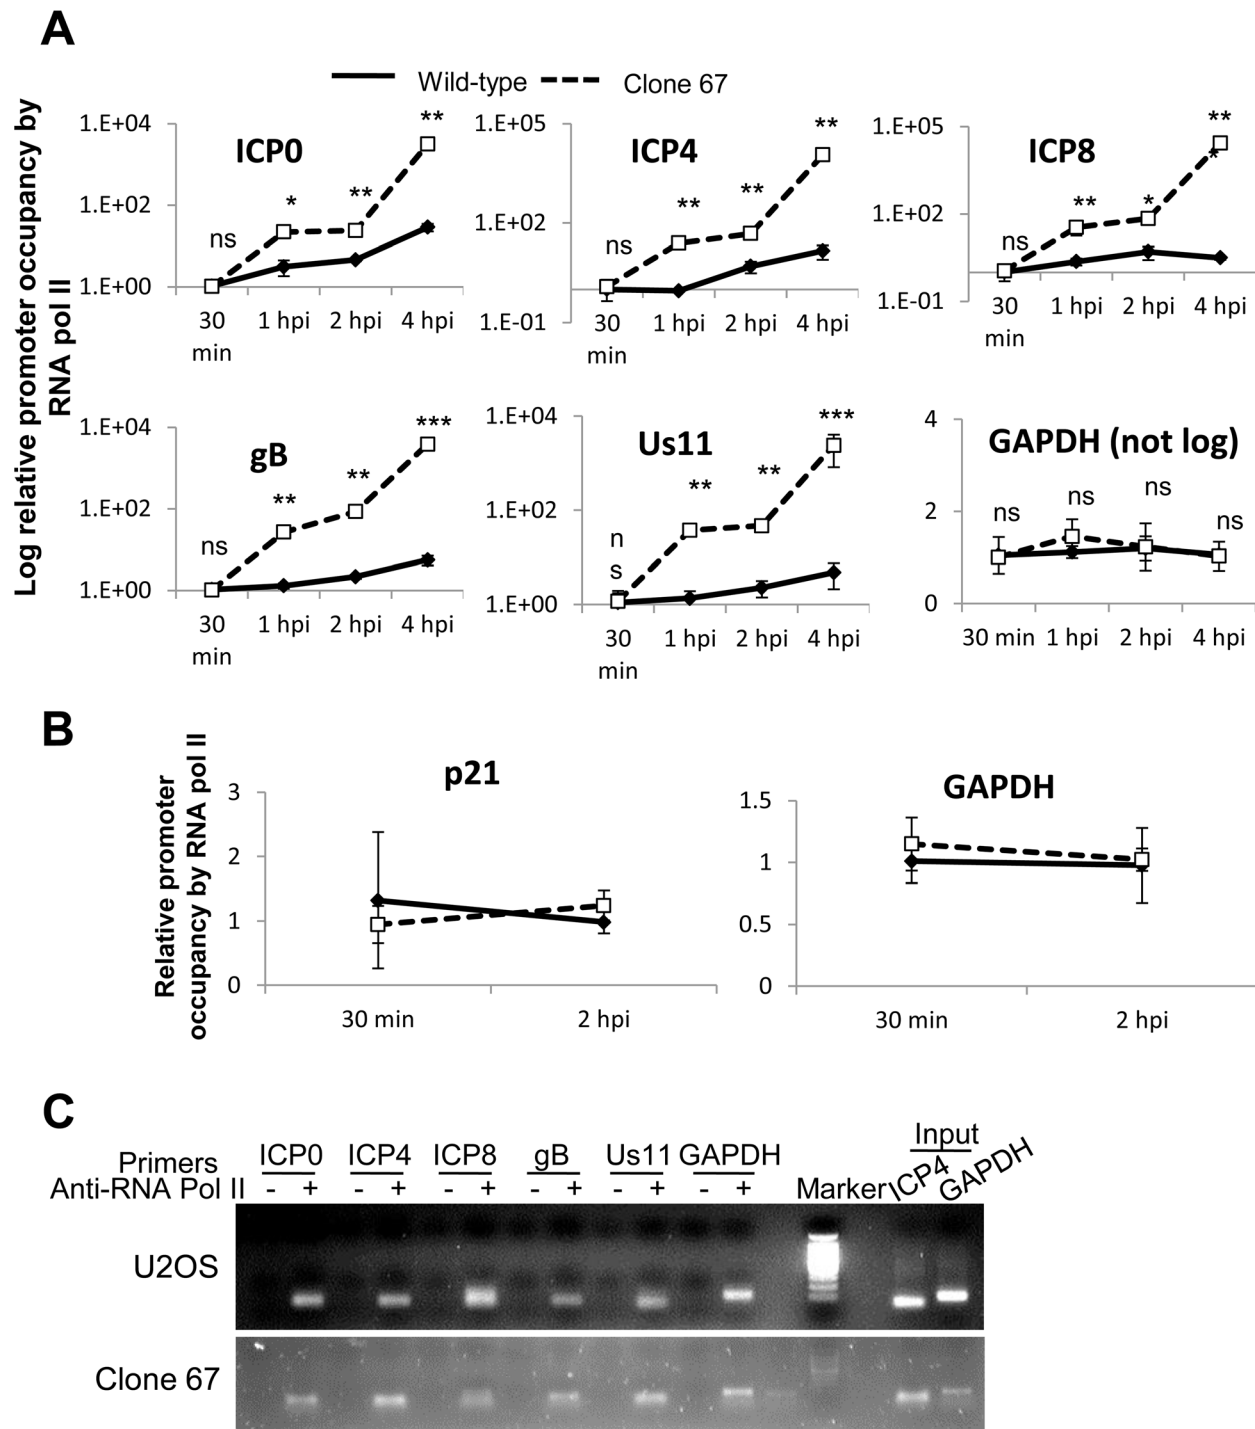 A
Wild-type Clone 67
Log relative promoter occupancy by
RNA pol II
ICP0
1.E+04
1.E+02
1.E+00
ns * ** **
30 min 1 hpi 2 hpi 4 hpi
ICP4
1.E+05
1.E+02
1.E-01
ns ** ** **
30 min 1 hpi 2 hpi 4 hpi
ICP8
1.E+05
1.E+02
1.E-01
ns ** * ** *
30 min 1 hpi 2 hpi 4 hpi
gB
1.E+04
1.E+02
1.E+00
ns ** ** ***
30 min 1 hpi 2 hpi 4 hpi
Us11
1.E+04
1.E+02
1.E+00
n
s
** ** ***
30 min 1 hpi 2 hpi 4 hpi
GAPDH (not log)
4
2
0
ns ns ns ns
30 min 1 hpi 2 hpi 4 hpi
B
Relative promoter
occupancy by RNA pol II
p21
3
2
1
0
30 min 2 hpi
GAPDH
1.5
1
0.5
0
30 min 2 hpi
C
Primers ICP0 ICP4 ICP8 gB Us11 GAPDH Input
Anti-RNA Pol II - + - + - + - + - + - + Marker ICP4 GAPDH
U2OS
Clone 67